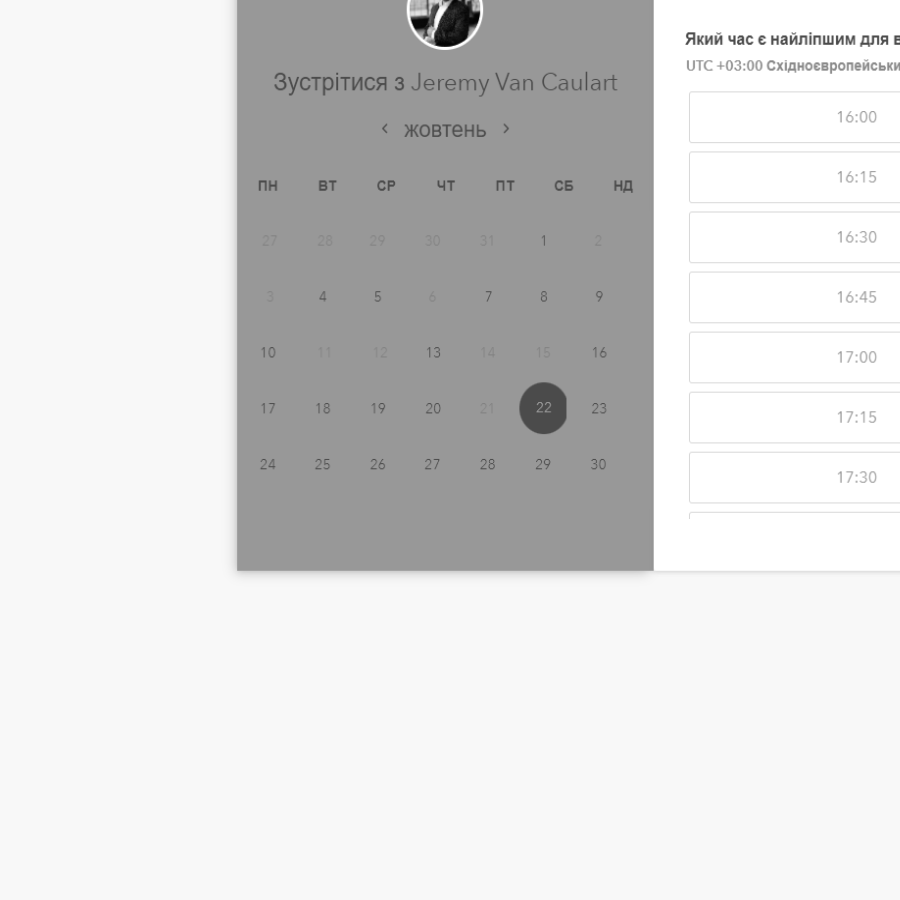 Зустрітися з Jeremy Van Caulart
‹ жовтень ›
ПН ВТ СР ЧТ ПТ СБ НД
27 28 29 30 31 1 2
3 4 5 6 7 8 9
10 11 12 13 14 15 16
17 18 19 20 21 22 23
24 25 26 27 28 29 30
Який час є найліпшим для
UTC +03:00
16:00
16:15
16:30
16:45
17:00
17:15
17:30